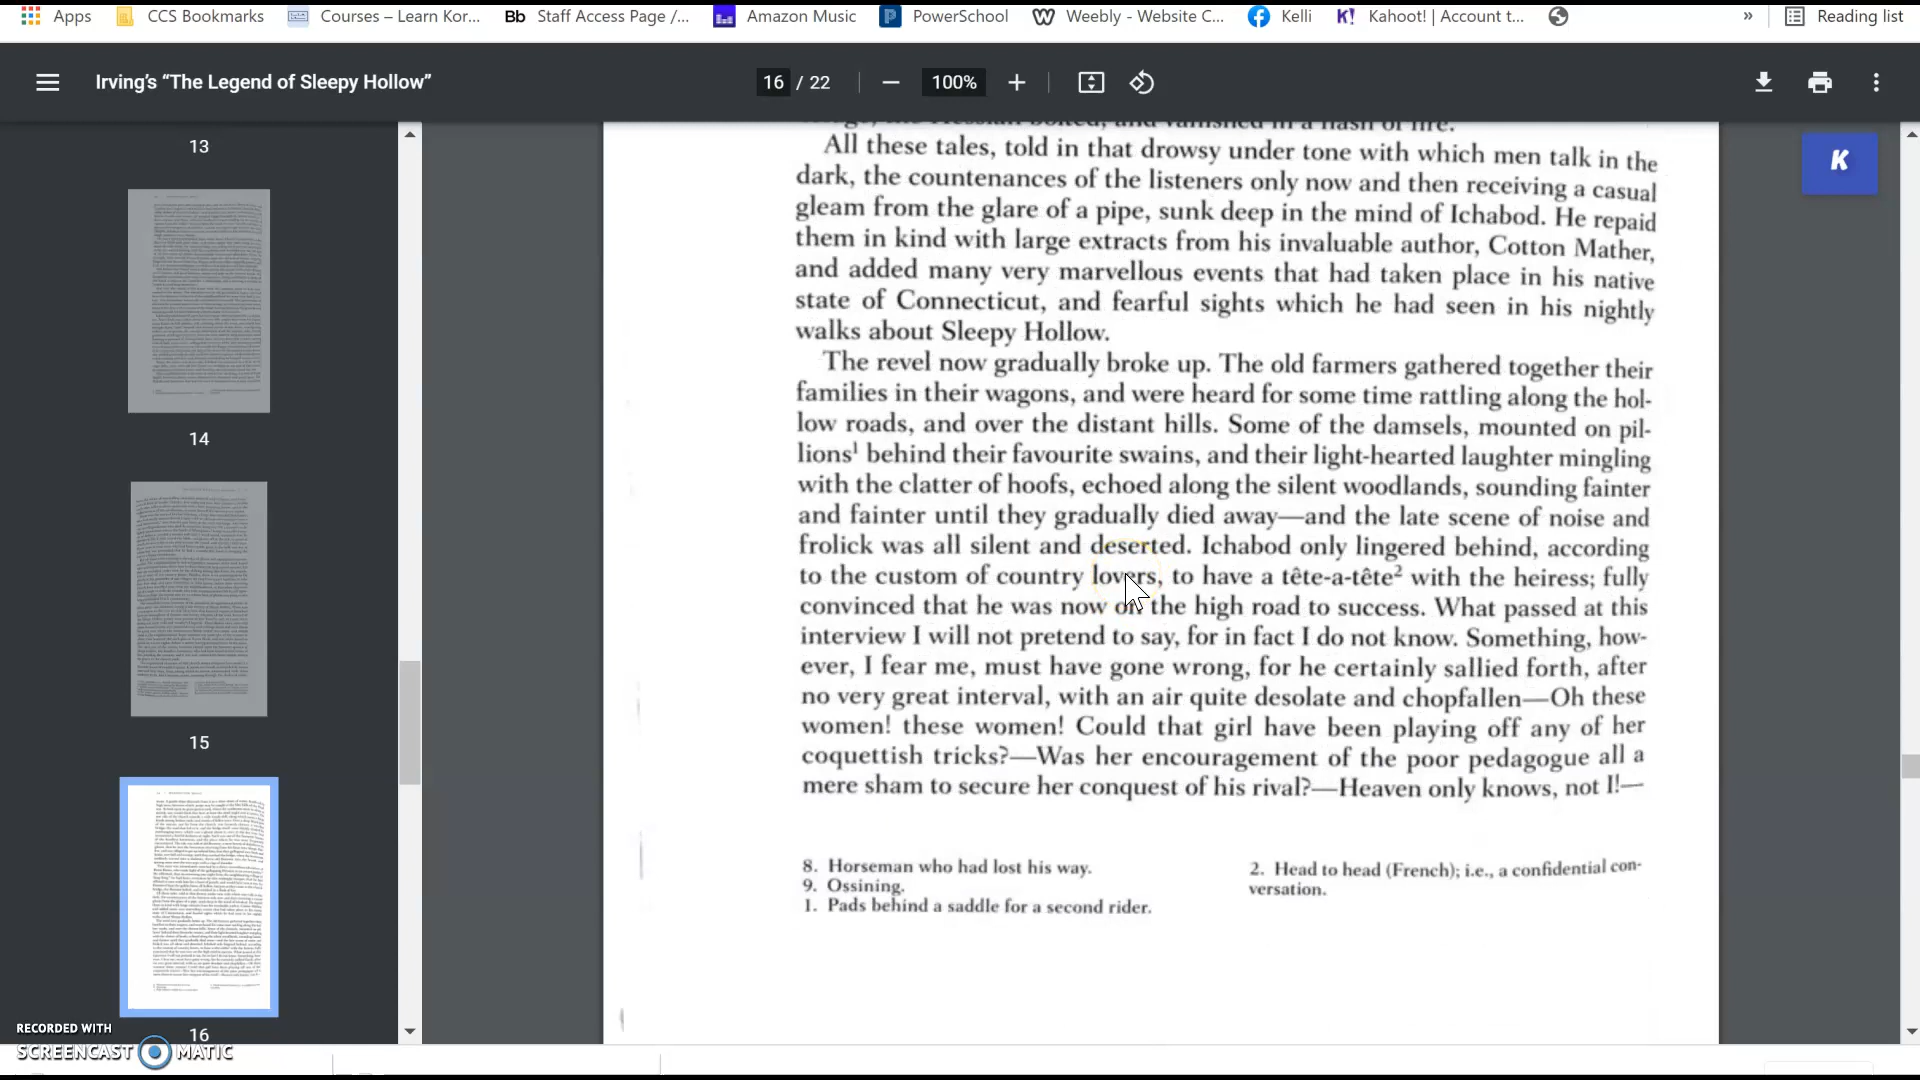 Apps
CCS Bookmarks
Courses – Learn Kor...
Bb Staff Access Page /...
Amazon Music
PowerSchool
Weebly - Website C...
Kelli
K! Kahoot! | Account t...
»
Reading list
Irving's “The Legend of Sleepy Hollow”
16 / 22
100%
13
14
15
16
K
and vanished in a flash of fire.
All these tales, told in that drowsy under tone with which men talk in the
dark, the countenances of the listeners only now and then receiving a casual
gleam from the glare of a pipe, sunk deep in the mind of Ichabod. He repaid
them in kind with large extracts from his invaluable author, Cotton Mather,
and added many very marvellous events that had taken place in his native
state of Connecticut, and fearful sights which he had seen in his nightly
walks about Sleepy Hollow.
The revel now gradually broke up. The old farmers gathered together their
families in their wagons, and were heard for some time rattling along the hol-
low roads, and over the distant hills. Some of the damsels, mounted on pil-
lions¹ behind their favourite swains, and their light-hearted laughter mingling
with the clatter of hoofs, echoed along the silent woodlands, sounding fainter
and fainter until they gradually died away—and the late scene of noise and
frolick was all silent and deserted. Ichabod only lingered behind, according
to the custom of country lovers, to have a tête-a-tête² with the heiress; fully
convinced that he was now on the high road to success. What passed at this
interview I will not pretend to say, for in fact I do not know. Something, how-
ever, I fear me, must have gone wrong, for he certainly sallied forth, after
no very great interval, with an air quite desolate and chopfallen—Oh these
women! these women! Could that girl have been playing off any of her
coquettish tricks?—Was her encouragement of the poor pedagogue all a
mere sham to secure her conquest of his rival?—Heaven only knows, not I!—
8. Horseman who had lost his way.
9. Ossining.
1. Pads behind a saddle for a second rider.
2. Head to head (French); i.e., a confidential con-
versation.
RECORDED WITH
SCREENCAST MATIC